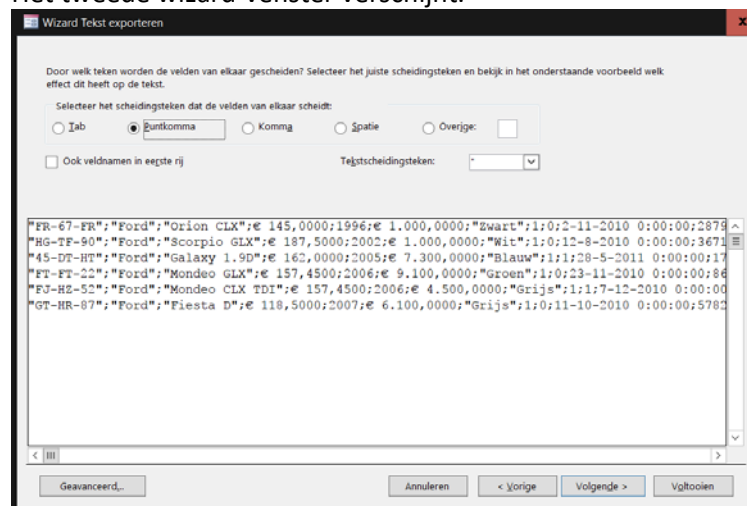 Het tweede wizard-venster verschijnt:
Wizard Tekst exporteren
x
Door welk teken worden de velden van elkaar gescheiden? Selecteer het juiste scheidingsteken en bekijk in het onderstaande voorbeeld welk
effect dit heeft op de tekst.
Selecteer het scheidingsteken dat de velden van elkaar scheidt:
Tab Puntkomma Komma Spatie Overige:
Ook veldnamen in eerste rij Tekstscheidingsteken: "
"FR-67-FR";"Ford";"Orion CLX";€ 145,0000;1996;€ 1.000,0000;"Zwart";1;0;2-11-2010 0:00:00;2879
"HG-TF-90";"Ford";"Scorpio GLX";€ 187,5000;2002;€ 1.000,0000;"Wit";1;0;12-8-2010 0:00:00;3671
"45-DT-HT";"Ford";"Galaxy 1.9D";€ 162,0000;2005;€ 7.300,0000;"Blauw";1;1;28-5-2011 0:00:00;17
"FT-FT-22";"Ford";"Mondeo GLX";€ 157,4500;2006;€ 9.100,0000;"Groen";1;0;23-11-2010 0:00:00;86
"FJ-HZ-52";"Ford";"Mondeo CLX TDI";€ 157,4500;2006;€ 4.500,0000;"Grijs";1;1;7-12-2010 0:00:00
"GT-HR-87";"Ford";"Fiesta D";€ 118,5000;2007;€ 6.100,0000;"Grijs";1;0;11-10-2010 0:00:00;5782
Geavanceerd,.. Annuleren < Vorige Volgende > Voltooien